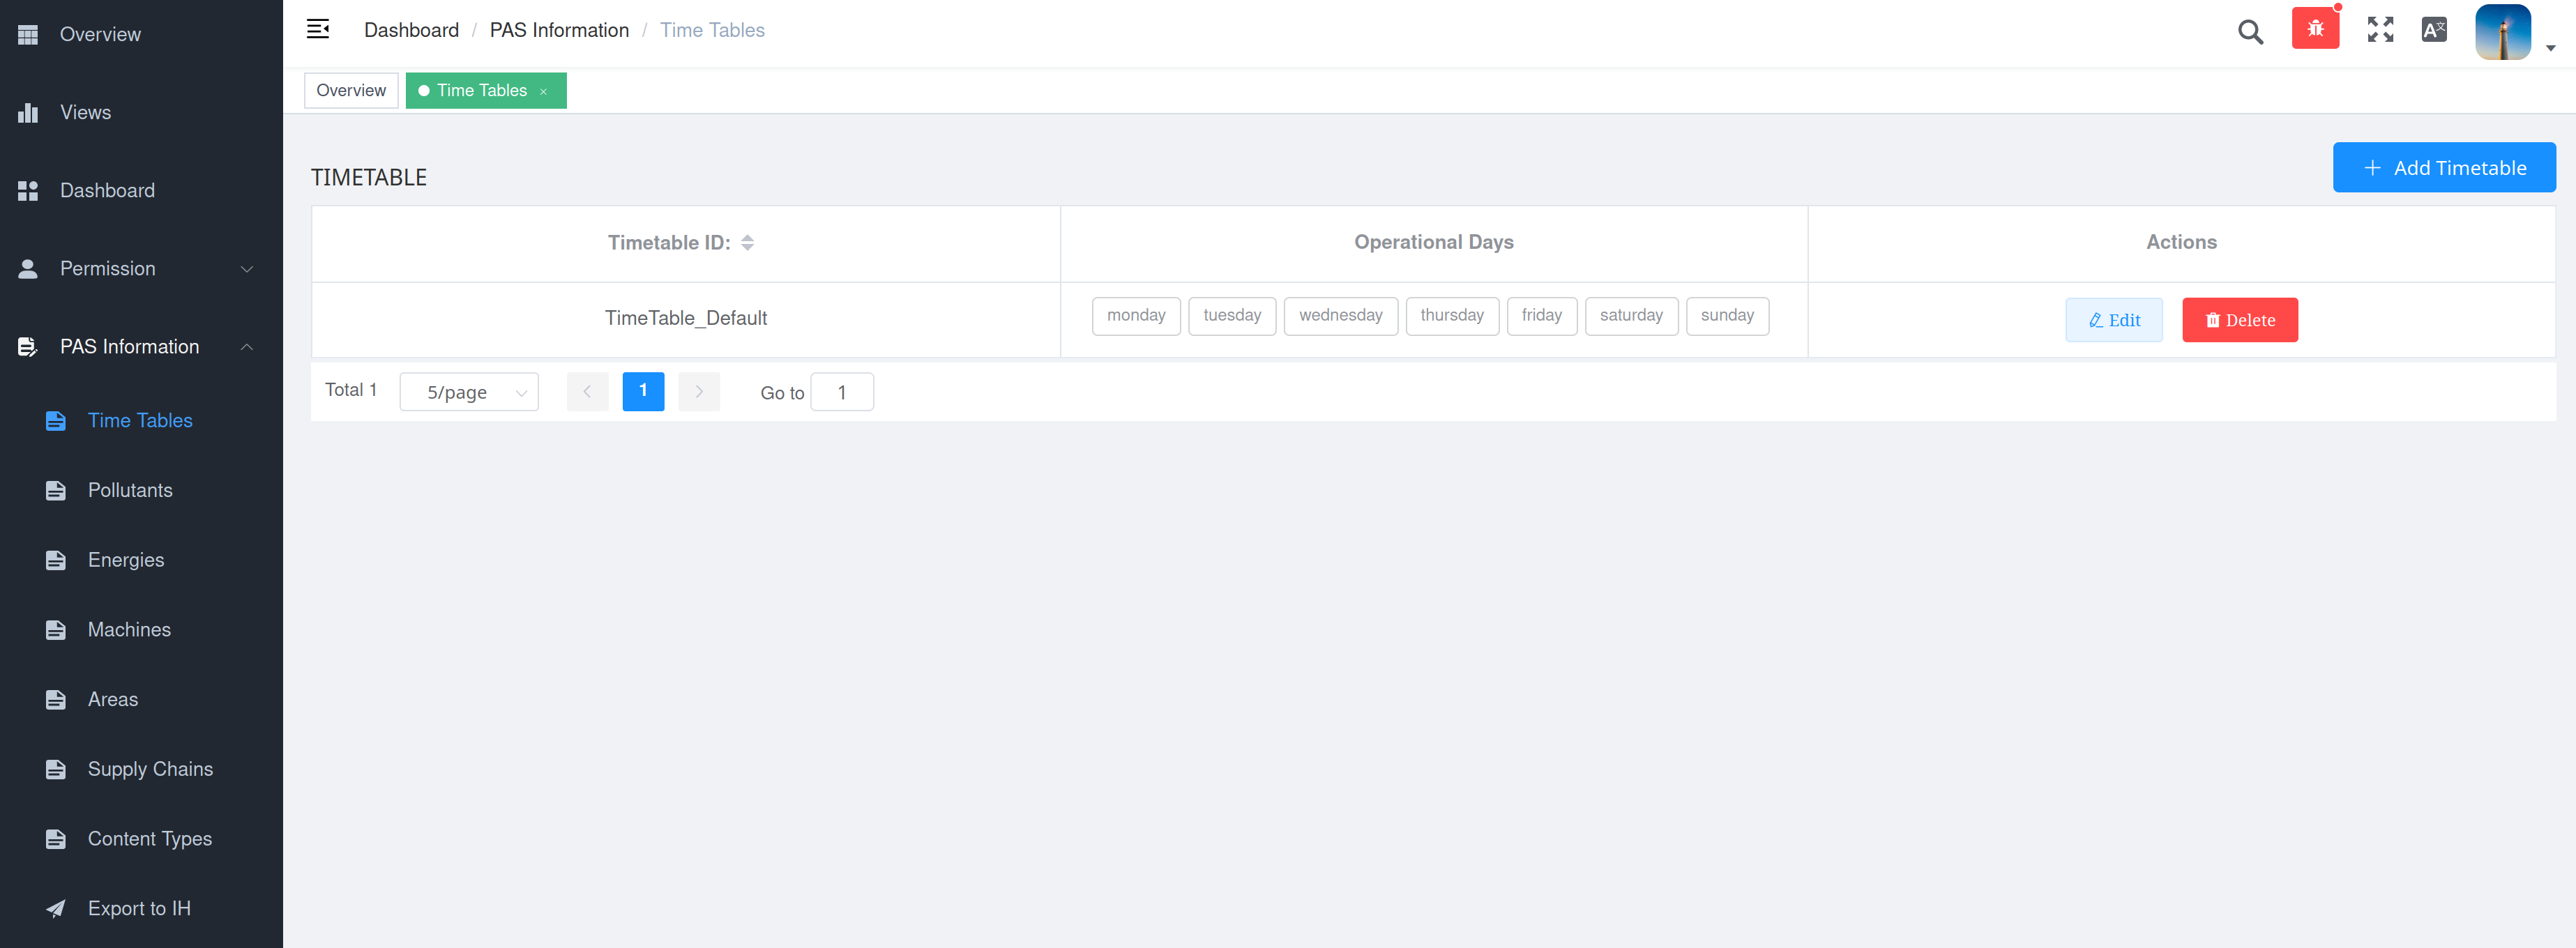 Overview
Views
Dashboard
Permission
PAS Information
Time Tables
Pollutants
Energies
Machines
Areas
Supply Chains
Content Types
Export to IH
Dashboard / PAS Information / Time Tables
A文
Overview
Time Tables ×
TIMETABLE
+ Add Timetable
Timetable ID: Operational Days Actions
TimeTable_Default monday tuesday wednesday thursday friday saturday sunday Edit Delete
Total 1 5/page < 1 > Go to 1